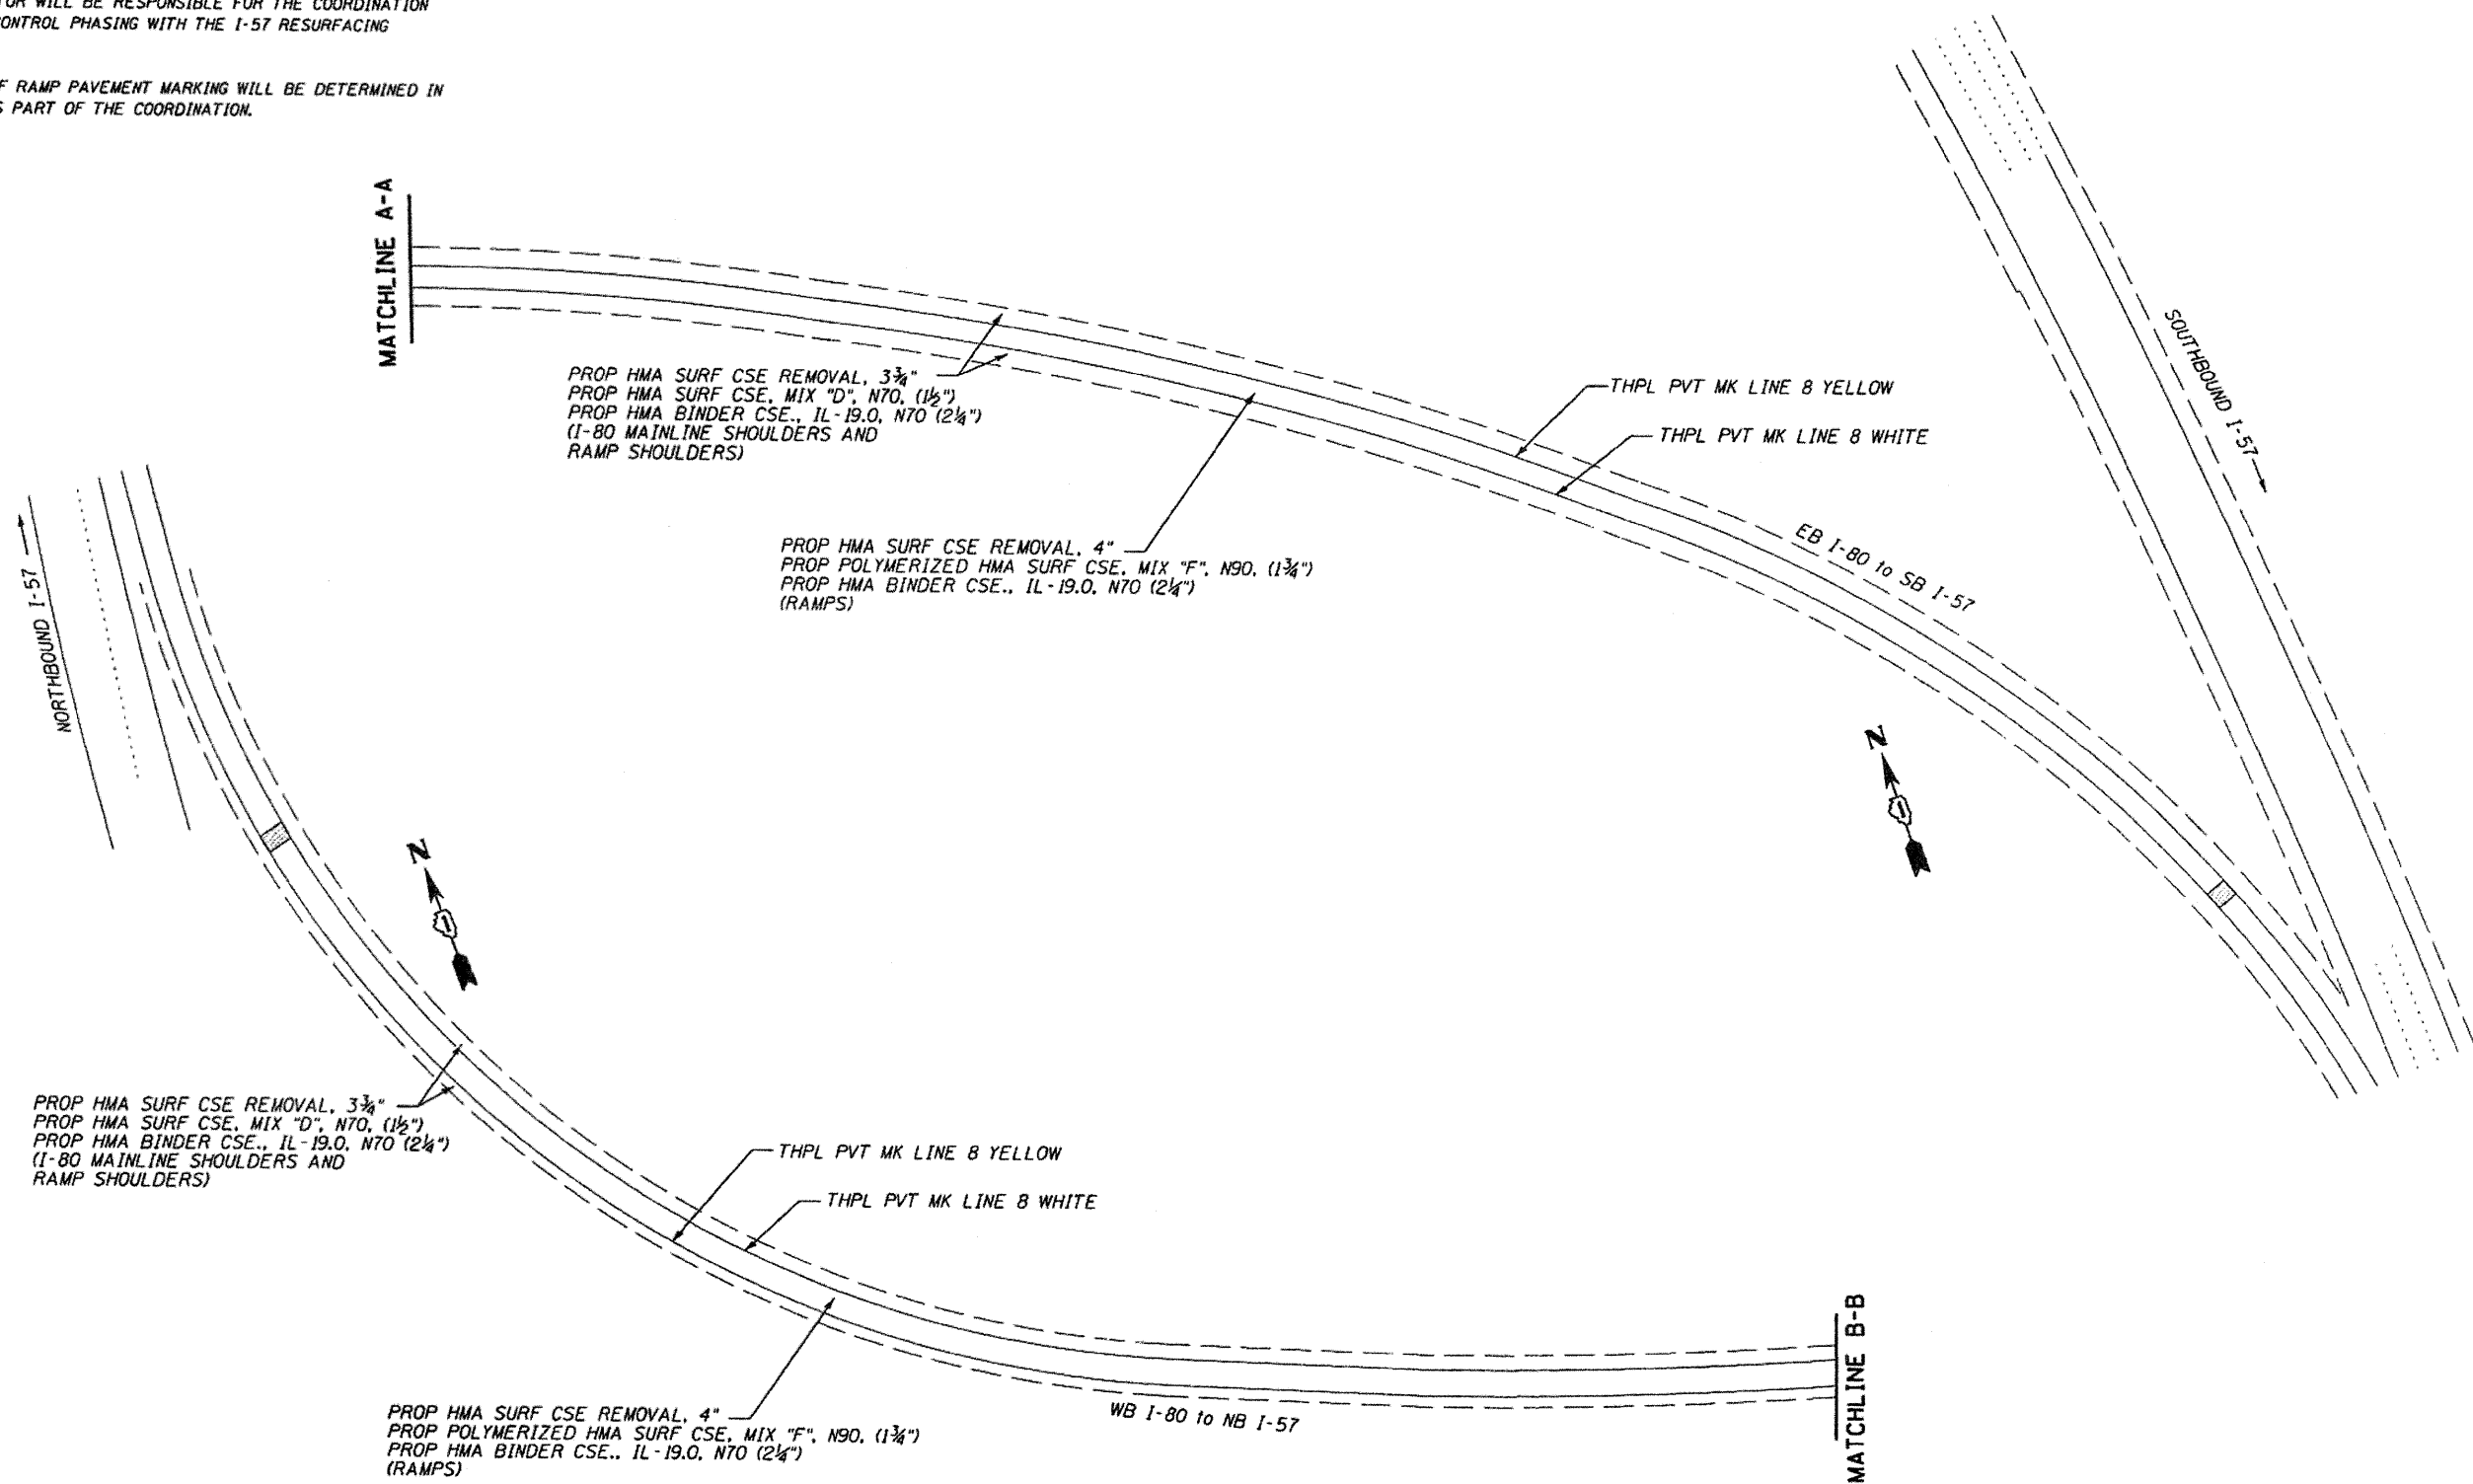 TOR WILL BE RESPONSIBLE FOR THE COORDINATION
CONTROL PHASING WITH THE I-57 RESURFACING
F RAMP PAVEMENT MARKING WILL BE DETERMINED IN
S PART OF THE COORDINATION.
MATCHLINE A-A
PROP HMA SURF CSE REMOVAL, 3¾"
PROP HMA SURF CSE, MIX "D", N70, (1½")
PROP HMA BINDER CSE., IL-19.0, N70 (2¼")
(I-80 MAINLINE SHOULDERS AND
RAMP SHOULDERS)
THPL PVT MK LINE 8 YELLOW
THPL PVT MK LINE 8 WHITE
SOUTHBOUND I-57
PROP HMA SURF CSE REMOVAL, 4"
PROP POLYMERIZED HMA SURF CSE, MIX "F", N90, (1¾")
PROP HMA BINDER CSE., IL-19.0, N70 (2¼")
(RAMPS)
EB I-80 to SB I-57
NORTHBOUND I-57
N
1
N
1
PROP HMA SURF CSE REMOVAL, 3¾"
PROP HMA SURF CSE, MIX "D", N70, (1½")
PROP HMA BINDER CSE., IL-19.0, N70 (2¼")
(I-80 MAINLINE SHOULDERS AND
RAMP SHOULDERS)
THPL PVT MK LINE 8 YELLOW
THPL PVT MK LINE 8 WHITE
MATCHLINE B-B
WB I-80 to NB I-57
PROP HMA SURF CSE REMOVAL, 4"
PROP POLYMERIZED HMA SURF CSE, MIX "F", N90, (1¾")
PROP HMA BINDER CSE., IL-19.0, N70 (2¼")
(RAMPS)